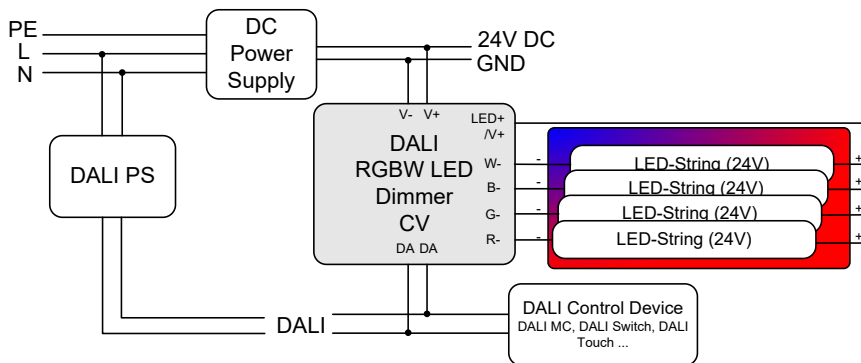 PE
L
N
DC
Power
Supply
24V DC
GND
V- V+
LED+
/V+
DALI
RGBW LED
Dimmer
CV
DA DA
W-
B-
G-
R-
- LED-String (24V) +
- LED-String (24V) +
- LED-String (24V) +
- LED-String (24V) +
DALI PS
DALI
DALI Control Device
DALI MC, DALI Switch, DALI
Touch ...